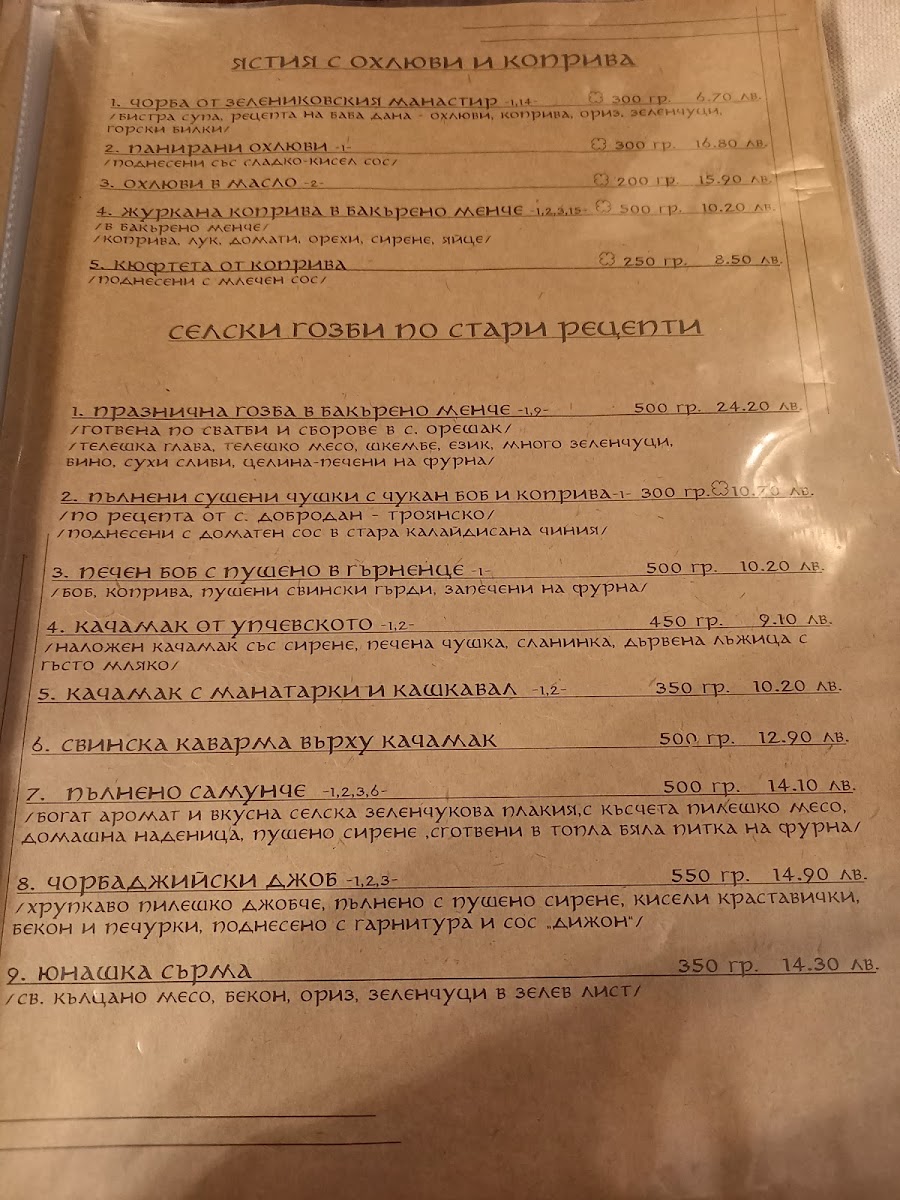 ЯСТИЯ С ОХЛЮВИ И КОПРИВА
1. ЧОРБА ОТ ЗЕЛЕНИКОВСКИЯ МАНАСТИР -1,14- 300 ГР. 6.70 ЛВ.
/БИСТРА СУПА, РЕЦЕПТА НА БАБА ДАНА - ОХЛЮВИ, КОПРИВА, ОРИЗ, ЗЕЛЕНЧУЦИ,
ГОРСКИ БИЛКИ/
2. ПАНИРАНИ ОХЛЮВИ -1- 300 ГР. 16.80 ЛВ.
/ПОДНЕСЕНИ СЪС СЛАДКО-КИСЕЛ СОС/
3. ОХЛЮВИ В МАСЛО -2- 200 ГР. 15.90 ЛВ.
4. ЖУРКАНА КОПРИВА В БАКЪРЕНО МЕНЧЕ -1,2,3,15- 500 ГР. 10.20 ЛВ.
/В БАКЪРЕНО МЕНЧЕ/
/КОПРИВА, ЛУК, ДОМАТИ, ОРЕХИ, СИРЕНЕ, ЯЙЦЕ/
5. КЮФТЕТА ОТ КОПРИВА 250 ГР. 8.50 ЛВ.
/ПОДНЕСЕНИ С МЛЕЧЕН СОС/
СЕЛСКИ ГОЗБИ ПО СТАРИ РЕЦЕПТИ
1. ПРАЗНИЧНА ГОЗБА В БАКЪРЕНО МЕНЧЕ -1,9- 500 ГР. 24.20 ЛВ.
/ГОТВЕНА ПО СВАТБИ И СБОРОВЕ В С. ОРЕШАК/
/ТЕЛЕШКА ГЛАВА, ТЕЛЕШКО МЕСО, ШКЕМБЕ, ЕЗИК, МНОГО ЗЕЛЕНЧУЦИ,
ВИНО, СУХИ СЛИВИ, ЦЕЛИНА-ПЕЧЕНИ НА ФУРНА/
2. ПЪЛНЕНИ СУШЕНИ ЧУШКИ С ЧУКАН БОБ И КОПРИВА-1- 300 ГР. 10.70 ЛВ.
/ПО РЕЦЕПТА ОТ С. ДОБРОДАН - ТРОЯНСКО/
/ПОДНЕСЕНИ С ДОМАТЕН СОС В СТАРА КАЛАЙДИСАНА ЧИНИЯ/
3. ПЕЧЕН БОБ С ПУШЕНО В ГЪРНЕНЦЕ -1- 500 ГР. 10.20 ЛВ.
/БОБ, КОПРИВА, ПУШЕНИ СВИНСКИ ГЪРДИ, ЗАПЕЧЕНИ НА ФУРНА/
4. КАЧАМАК ОТ УПЧЕВСКОТО -1,2- 450 ГР. 9.10 ЛВ.
/НАЛОЖЕН КАЧАМАК СЪС СИРЕНЕ, ПЕЧЕНА ЧУШКА, СЛАНИНКА, ДЪРВЕНА ЛЪЖИЦА С
ГЪСТО МЛЯКО/
5. КАЧАМАК С МАНАТАРКИ И КАШКАВАЛ -1,2- 350 ГР. 10.20 ЛВ.
6. СВИНСКА КАВАРМА ВЪРХУ КАЧАМАК 500 ГР. 12.90 ЛВ.
7. ПЪЛНЕНО САМУНЧЕ -1,2,3,6- 500 ГР. 14.10 ЛВ.
/БОГАТ АРОМАТ И ВКУСНА СЕЛСКА ЗЕЛЕНЧУКОВА ПЛАКИЯ,С КЪСЧЕТА ПИЛЕШКО МЕСО,
ДОМАШНА НАДЕНИЦА, ПУШЕНО СИРЕНЕ ,СГОТВЕНИ В ТОПЛА БЯЛА ПИТКА НА ФУРНА/
8. ЧОРБАДЖИЙСКИ ДЖОБ -1,2,3- 550 ГР. 14.90 ЛВ.
/ХРУПКАВО ПИЛЕШКО ДЖОБЧЕ, ПЪЛНЕНО С ПУШЕНО СИРЕНЕ, КИСЕЛИ КРАСТАВИЧКИ,
БЕКОН И ПЕЧУРКИ, ПОДНЕСЕНО С ГАРНИТУРА И СОС „ДИЖОН“/
9. ЮНАШКА СЪРМА 350 ГР. 14.30 ЛВ.
/СВ. КЪЛЦАНО МЕСО, БЕКОН, ОРИЗ, ЗЕЛЕНЧУЦИ В ЗЕЛЕВ ЛИСТ/